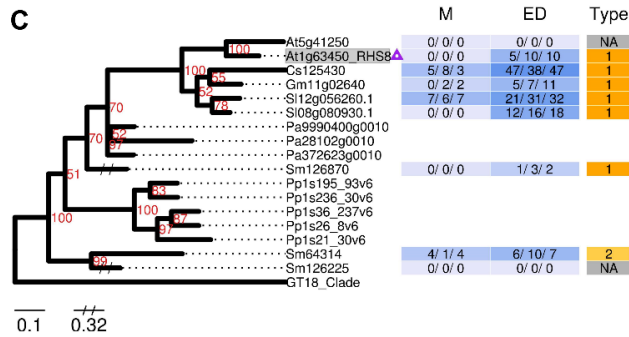 C
M ED Type
At5g41250 0/ 0/ 0 0/ 0/ 0 NA
100
At1g63450_RHS8 0/ 0/ 0 5/ 10/ 10 1
Cs125430 5/ 8/ 3 47/ 38/ 47 1
100
55
Gm11g02640 0/ 2/ 2 5/ 7/ 11 1
52
Sl12g056260.1 7/ 6/ 7 21/ 31/ 32 1
78
70
Sl08g080930.1 0/ 0/ 0 12/ 16/ 18 1
Pa9990400g0010
52
70
Pa28102g0010
97
Pa372623g0010
Sm126870 0/ 0/ 0 1/ 3/ 2 1
51
Pp1s195_93v6
83
Pp1s236_30v6
100
Pp1s36_237v6
100
87
Pp1s26_8v6
97
Pp1s21_30v6
Sm64314 4/ 1/ 4 6/ 10/ 7 2
99
Sm126225 0/ 0/ 0 0/ 0/ 0 NA
GT18_Clade
0.1 0.32